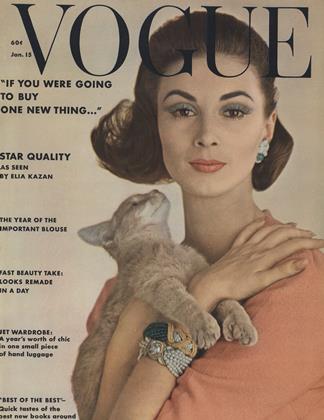 VOGUE
60¢
Jan. 15
"IF YOU WERE GOING
TO BUY
ONE NEW THING..."
STAR QUALITY
AS SEEN
BY ELIA KAZAN
THE YEAR OF THE
IMPORTANT BLOUSE
FAST BEAUTY TAKE:
LOOKS REMADE
IN A DAY
JET WARDROBE:
A year's worth of chic
in one small piece
of hand luggage
"BEST OF THE BEST"–
Quick tastes of the
best new books around